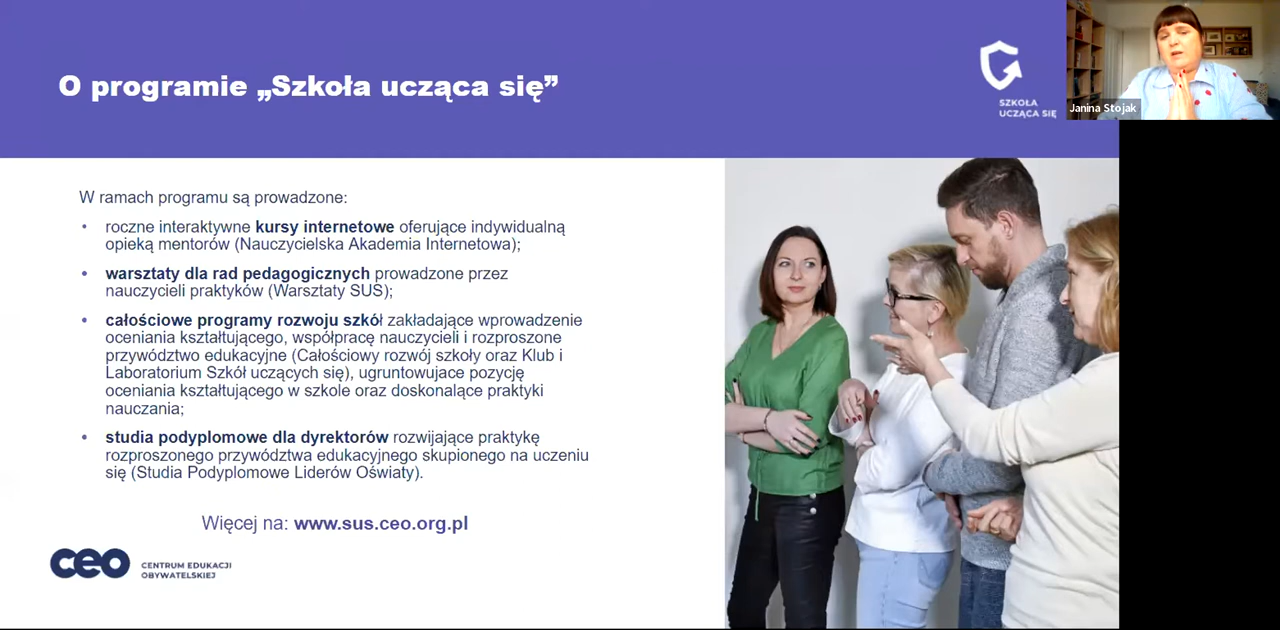 O programie „Szkoła ucząca się”
SZKOŁA
UCZĄCA SIĘ
Janina Stojak
W ramach programu są prowadzone:
• roczne interaktywne kursy internetowe oferujące indywidualną
opieką mentorów (Nauczycielska Akademia Internetowa);
• warsztaty dla rad pedagogicznych prowadzone przez
nauczycieli praktyków (Warsztaty SUS);
• całościowe programy rozwoju szkół zakładające wprowadzenie
oceniania kształtującego, współpracę nauczycieli i rozproszone
przywództwo edukacyjne (Całościowy rozwój szkoły oraz Klub i
Laboratorium Szkół uczących się), ugruntowujace pozycję
oceniania kształtującego w szkole oraz doskonalące praktyki
nauczania;
• studia podyplomowe dla dyrektorów rozwijające praktykę
rozproszonego przywództwa edukacyjnego skupionego na uczeniu
się (Studia Podyplomowe Liderów Oświaty).
Więcej na: www.sus.ceo.org.pl
ceo
CENTRUM EDUKACJI
OBYWATELSKIEJ